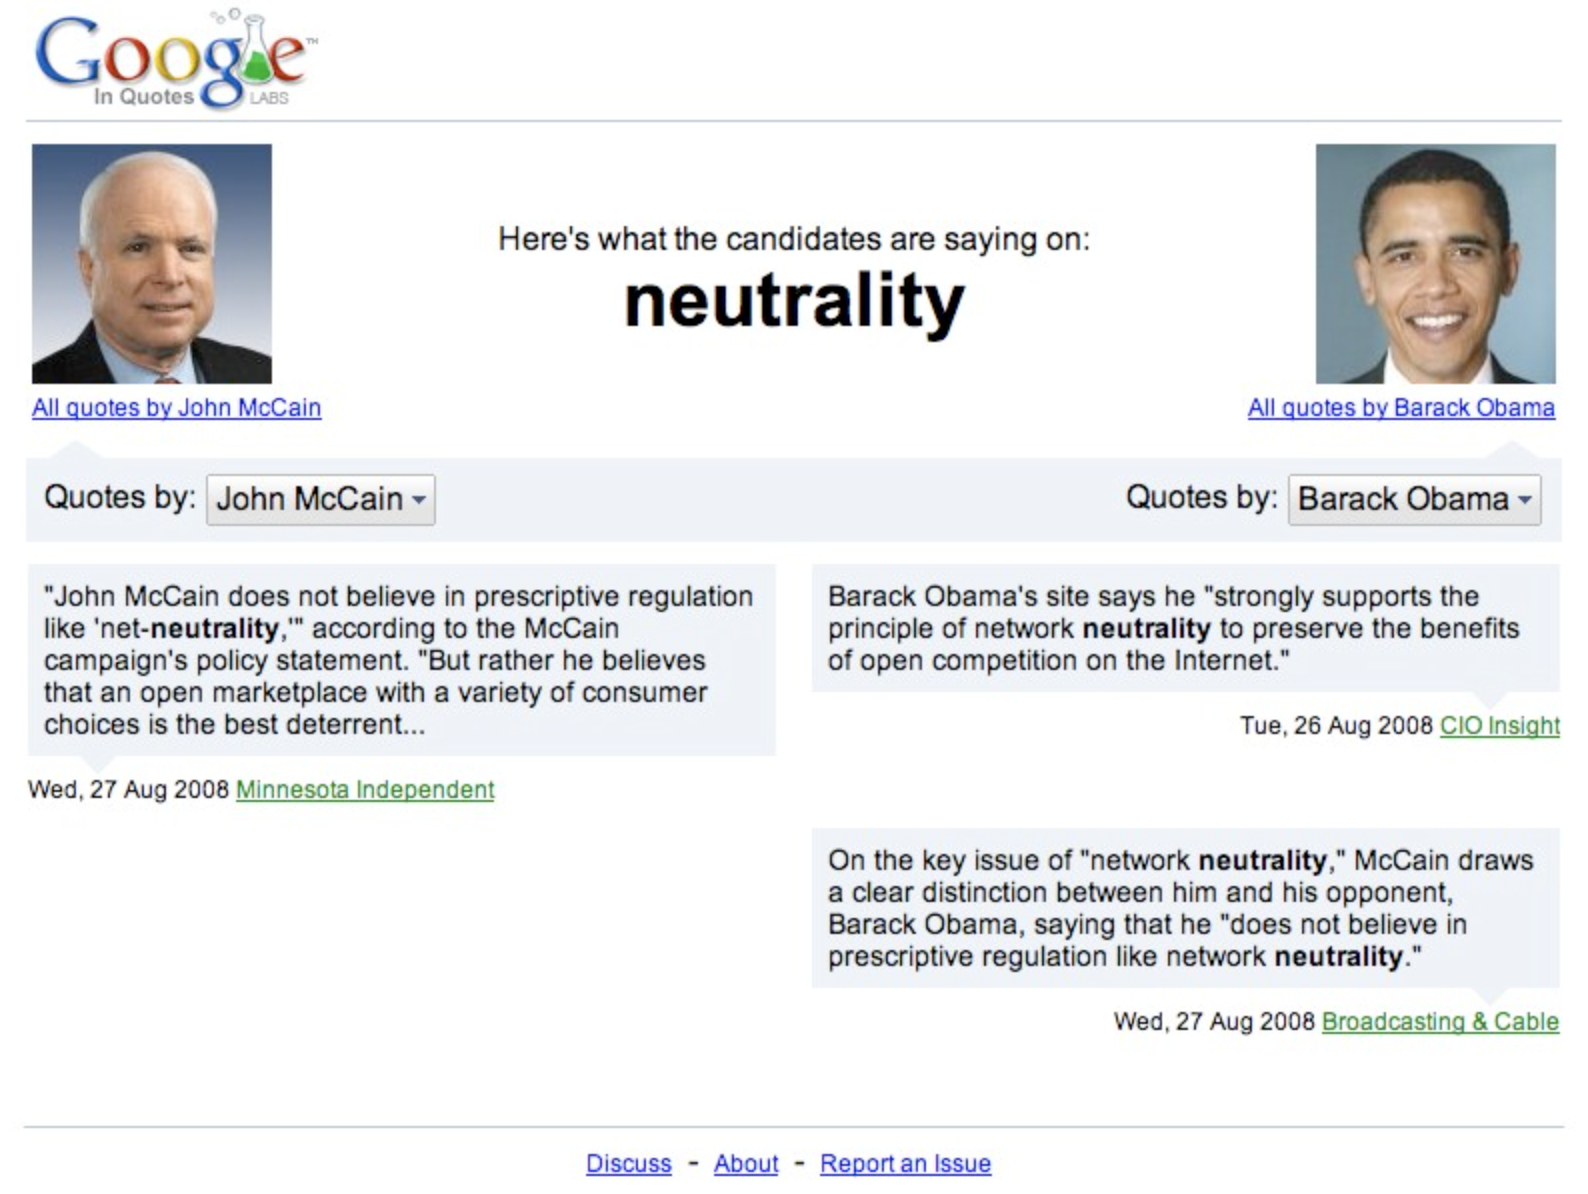 Google™
In Quotes LABS
Here's what the candidates are saying on:
neutrality
All quotes by John McCain
All quotes by Barack Obama
Quotes by: John McCain
Quotes by: Barack Obama
"John McCain does not believe in prescriptive regulation
like 'net-neutrality,'" according to the McCain
campaign's policy statement. "But rather he believes
that an open marketplace with a variety of consumer
choices is the best deterrent...
Wed, 27 Aug 2008 Minnesota Independent
Barack Obama's site says he "strongly supports the
principle of network neutrality to preserve the benefits
of open competition on the Internet."
Tue, 26 Aug 2008 CIO Insight
On the key issue of "network neutrality," McCain draws
a clear distinction between him and his opponent,
Barack Obama, saying that he "does not believe in
prescriptive regulation like network neutrality."
Wed, 27 Aug 2008 Broadcasting & Cable
Discuss - About - Report an Issue